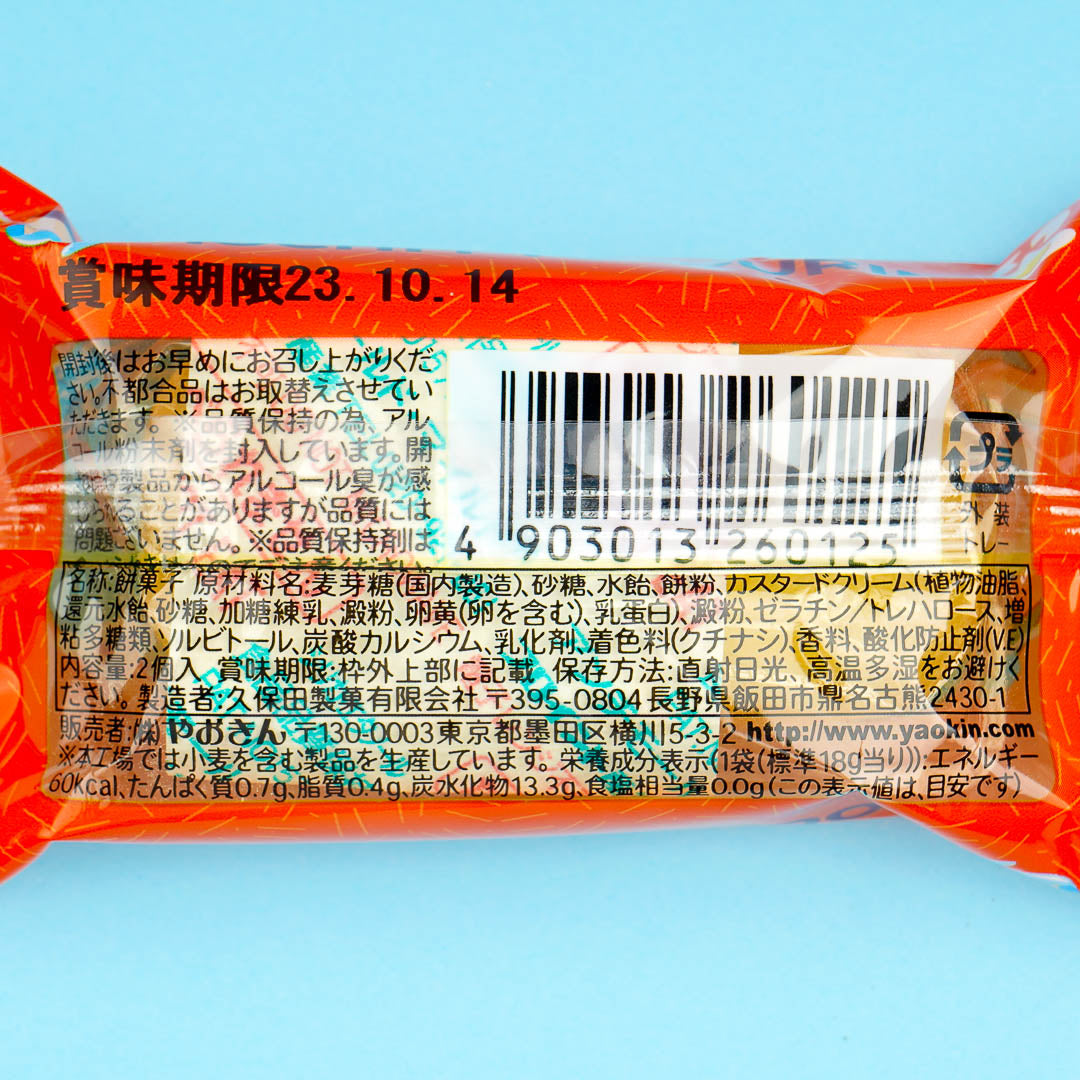 賞味期限23.10.14
開封後はお早めにお召し上がりくだ
さい。不都合品はお取替えさせてい
ただきます。※品質保持の為、アル
コール粉末剤を封入しています。開
製品からアルコール臭が感
じられることがありますが品質には
問題ございません。※品質保持剤は
4 903013 260125
プラ
外装
トレー
名称:餅菓子 原材料名:麦芽糖(国内製造)、砂糖、水飴、餅粉、カスタードクリーム(植物油脂、
還元水飴、砂糖、加糖練乳、澱粉、卵黄(卵を含む)、乳蛋白)、澱粉、ゼラチン/トレハロース、増
粘多糖類、ソルビトール、炭酸カルシウム、乳化剤、着色料(クチナシ)、香料、酸化防止剤(V.E)
内容量:2個入 賞味期限:枠外上部に記載 保存方法:直射日光、高温多湿をお避けく
ださい。製造者:久保田製菓有限会社 〒395-0804長野県飯田市鼎名古熊2430-1
販売者:㈱やおきん 〒130-0003東京都墨田区横川5-3-2 http://www.yaokin.com
※本工場では小麦を含む製品を生産しています。栄養成分表示(1袋(標準18g当り)):エネルギー
60kcal、たんぱく質0.7g、脂質0.4g、炭水化物13.3g、食塩相当量0.0g(この表示値は、目安です)